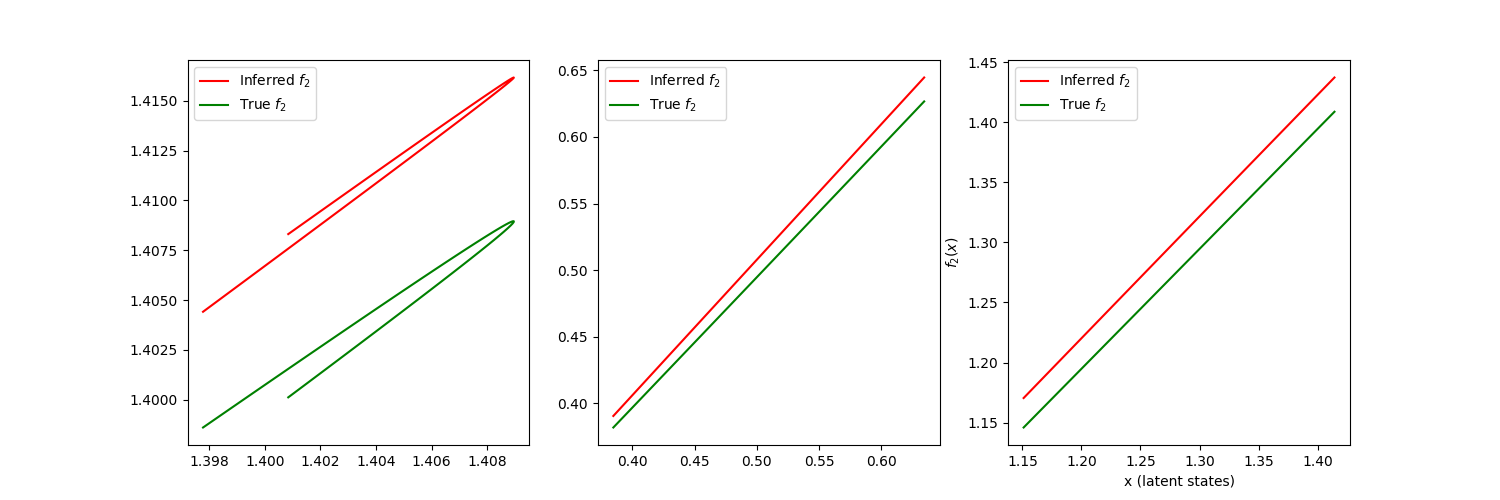 Inferred f₂
True f₂
1.4150
1.4125
1.4100
1.4075
1.4050
1.4025
1.4000
1.398 1.400 1.402 1.404 1.406 1.408
Inferred f₂
True f₂
0.65
0.60
0.55
0.50
0.45
0.40
0.40 0.45 0.50 0.55 0.60
Inferred f₂
True f₂
f₂(x)
1.45
1.40
1.35
1.30
1.25
1.20
1.15
1.15 1.20 1.25 1.30 1.35 1.40
x (latent states)